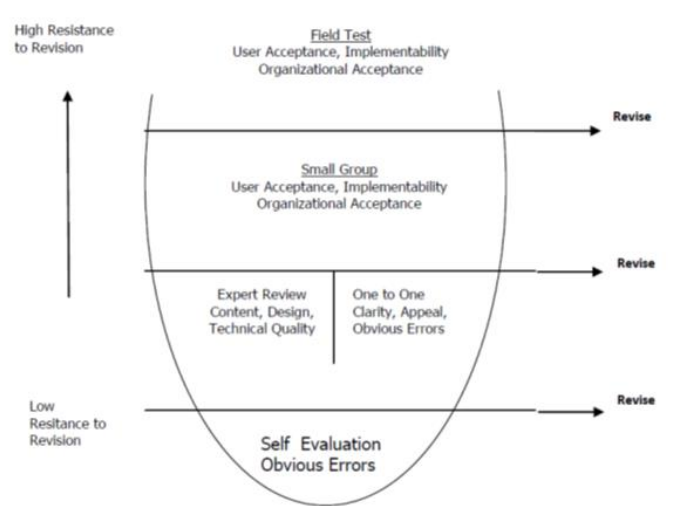 High Resistance
to Revision
Field Test
User Acceptance, Implementability
Organizational Acceptance
Revise
Small Group
User Acceptance, Implementability
Organizational Acceptance
Revise
Expert Review
Content, Design,
Technical Quality
One to One
Clarity, Appeal,
Obvious Errors
Revise
Low
Resitance to
Revision
Self Evaluation
Obvious Errors